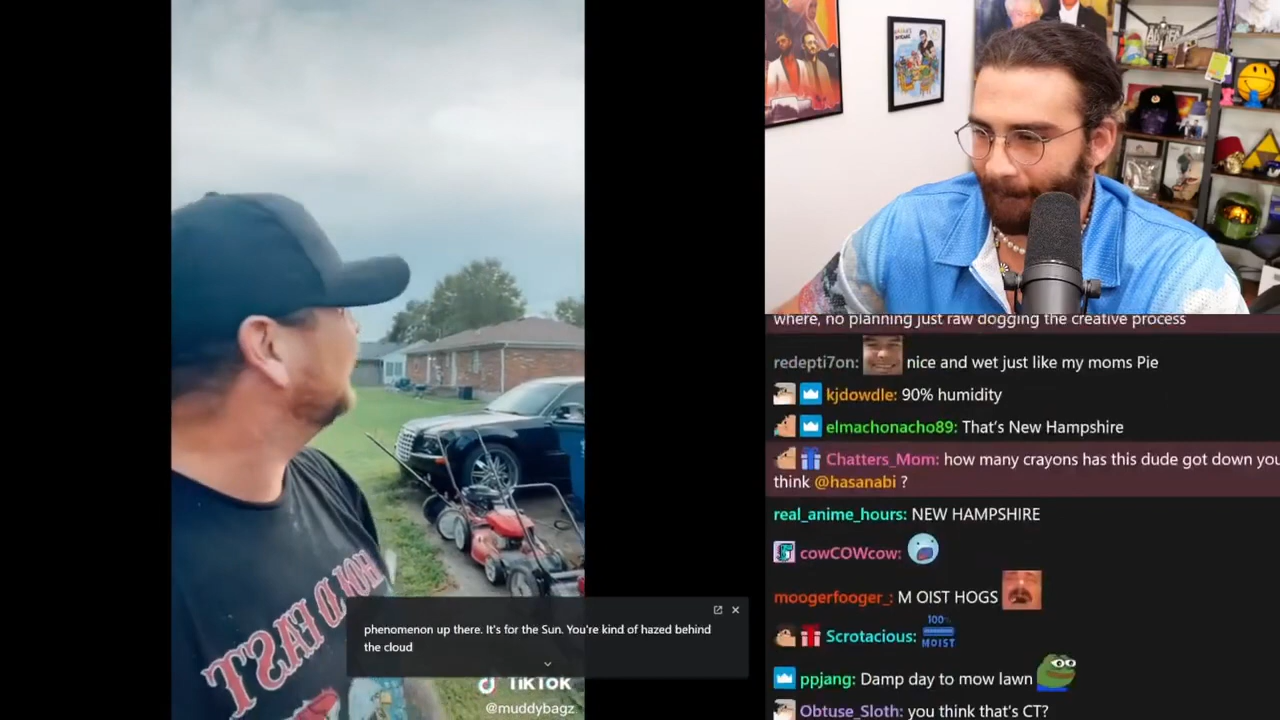 HOLD FAST
phenomenon up there. It's for the Sun. You're kind of hazed behind
the cloud
TikTok
@muddybagz
where, no planning just raw dogging the creative process
redepti7on: nice and wet just like my moms Pie
kjdowdle: 90% humidity
elmachonacho89: That's New Hampshire
Chatters_Mom: how many crayons has this dude got down you
think @hasanabi ?
real_anime_hours: NEW HAMPSHIRE
cowCOWcow:
moogerfooger_: M OIST HOGS
Scrotacious: 100% MOIST
ppjang: Damp day to mow lawn
Obtuse_Sloth: you think that's CT?